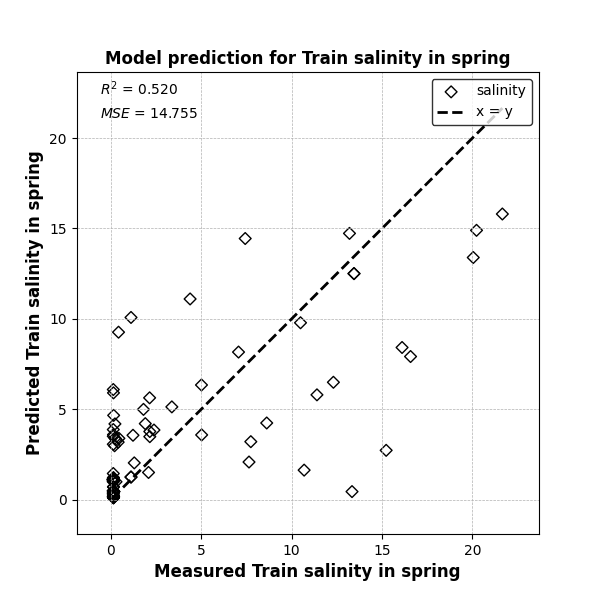 Model prediction for Train salinity in spring
R² = 0.520
MSE = 14.755
salinity
x = y
Predicted Train salinity in spring
20
15
10
5
0
0 5 10 15 20
Measured Train salinity in spring